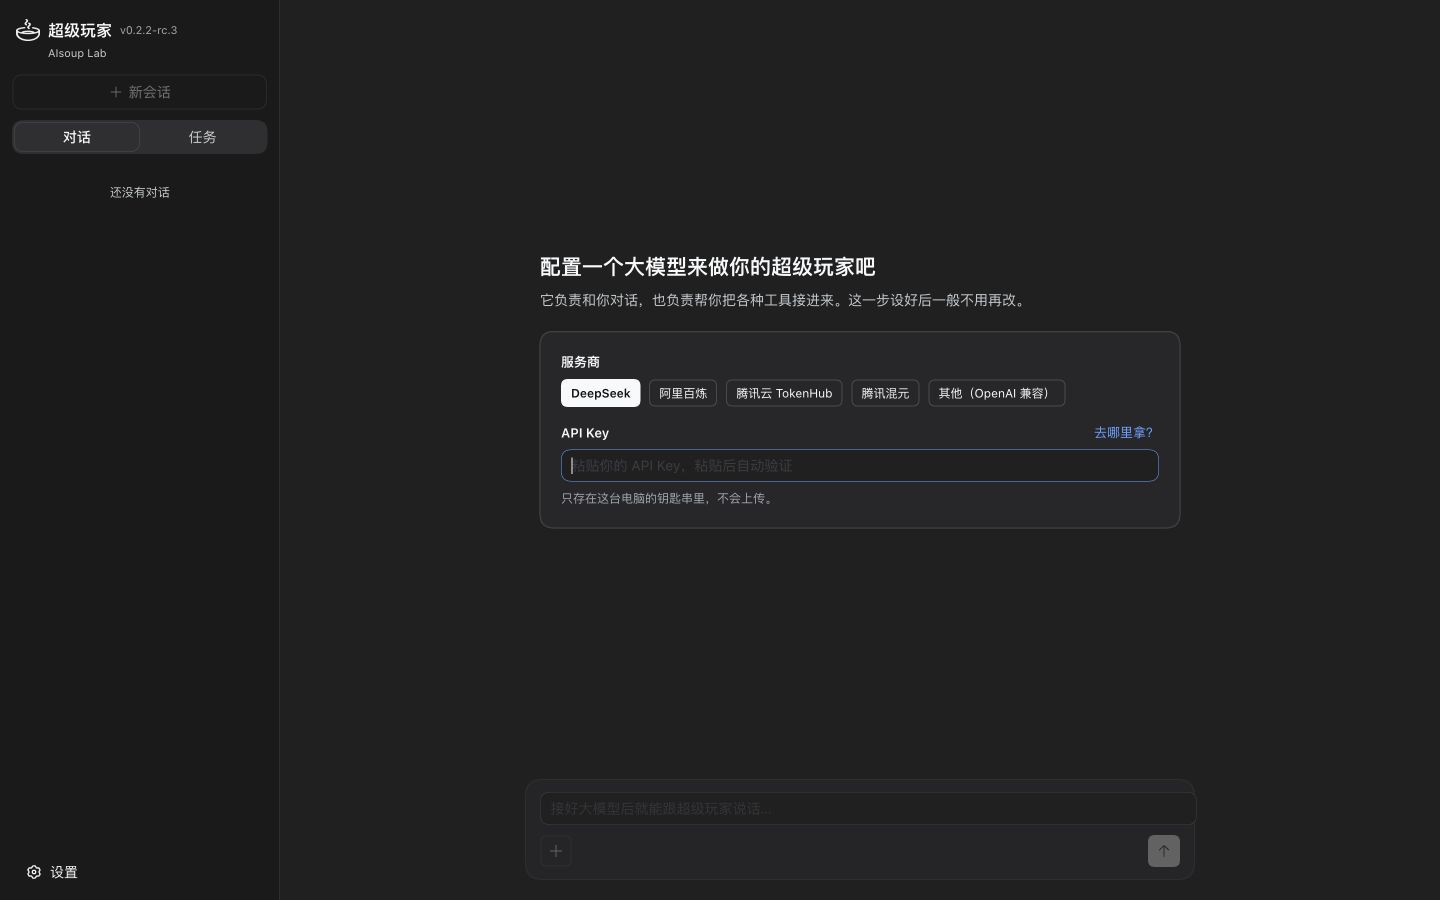 超级玩家 v0.2.2-rc.3
AIsoup Lab
新会话
对话 任务
还没有对话
配置一个大模型来做你的超级玩家吧
它负责和你对话，也负责帮你把各种工具接进来。这一步设好后一般不用再改。
服务商
DeepSeek 阿里百炼 腾讯云 TokenHub 腾讯混元 其他（OpenAI 兼容）
API Key 去哪里拿?
粘贴你的 API Key，粘贴后自动验证
只存在这台电脑的钥匙串里，不会上传。
接好大模型后就能跟超级玩家说话...
设置